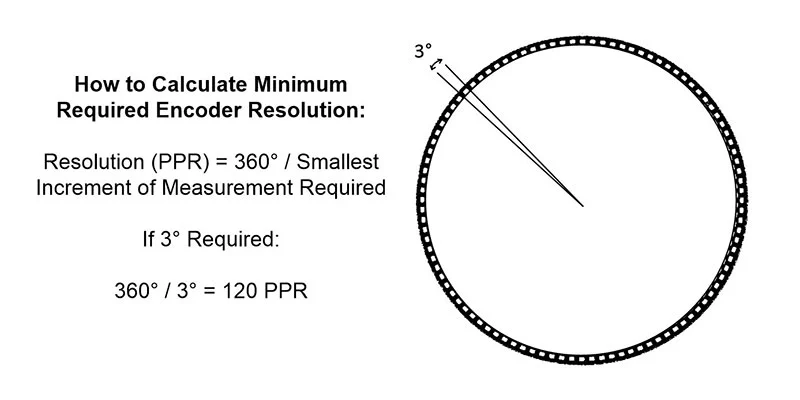 How to Calculate Minimum
Required Encoder Resolution:
Resolution (PPR) = 360° / Smallest
Increment of Measurement Required
If 3° Required:
360° / 3° = 120 PPR
3°